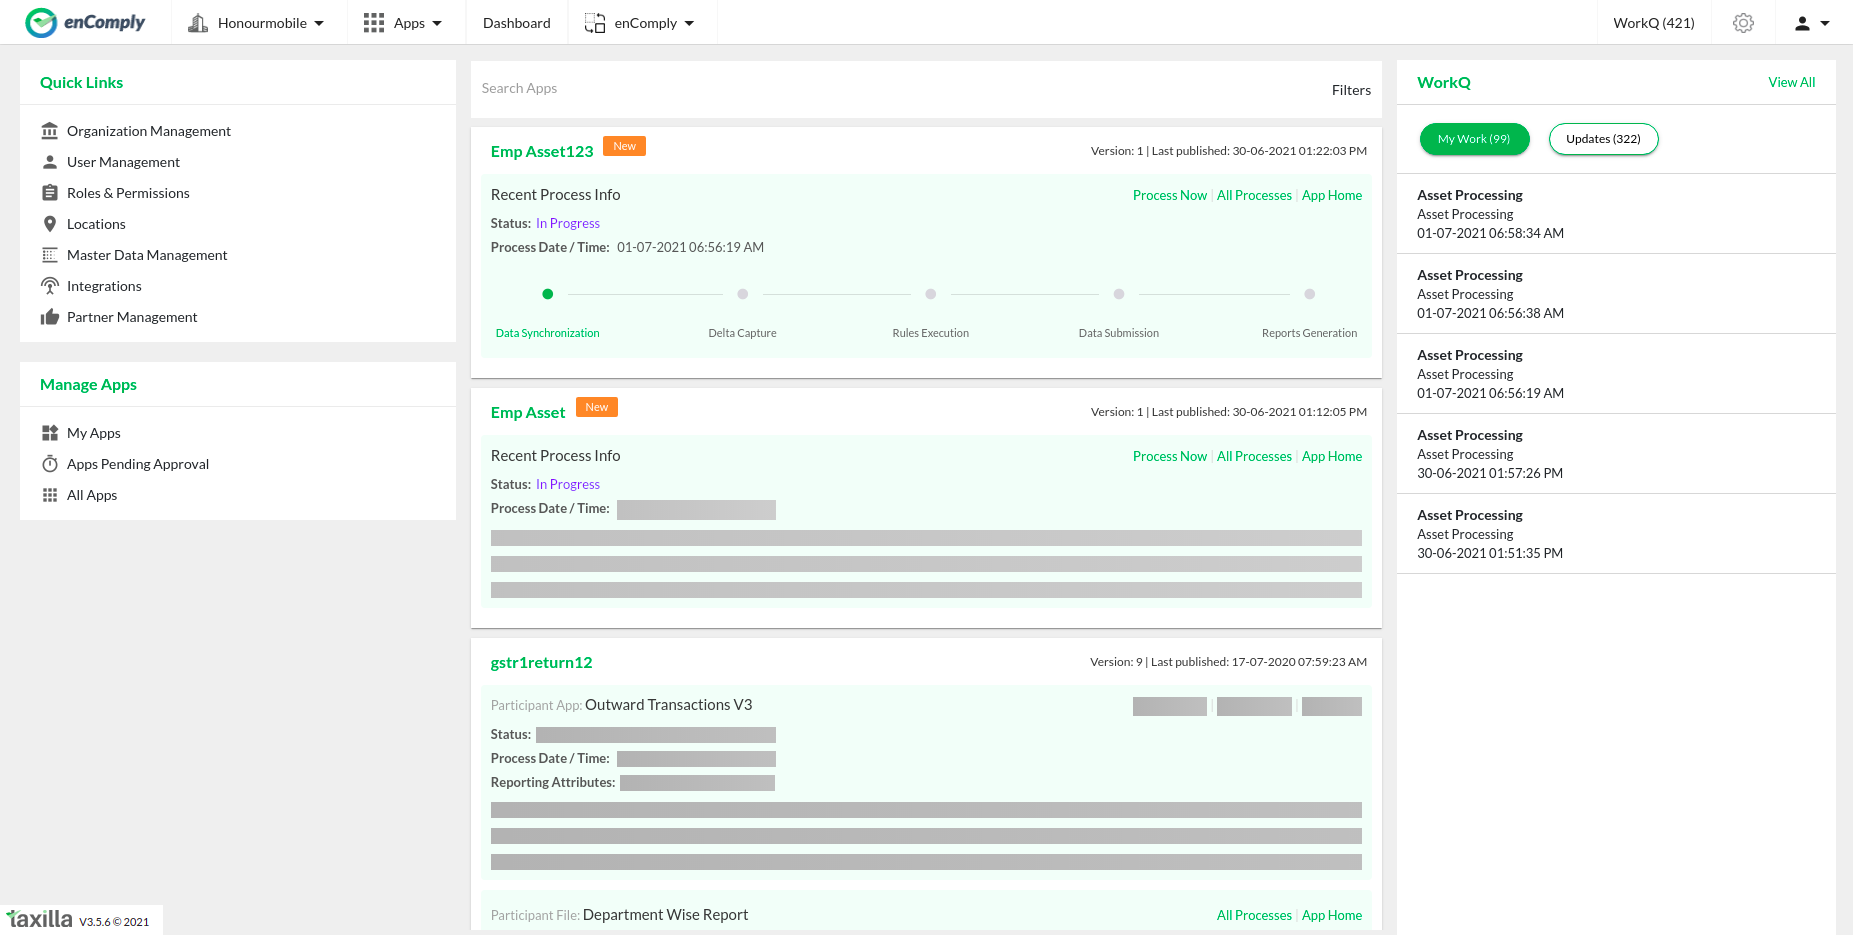 enComply
Honourmobile
Apps
Dashboard
enComply
WorkQ (421)
Quick Links
Organization Management
User Management
Roles & Permissions
Locations
Master Data Management
Integrations
Partner Management
Manage Apps
My Apps
Apps Pending Approval
All Apps
Search Apps
Filters
Emp Asset123
New
Version: 1 | Last published: 30-06-2021 01:22:03 PM
Recent Process Info
Process Now | All Processes | App Home
Status: In Progress
Process Date / Time: 01-07-2021 06:56:19 AM
Data Synchronization
Delta Capture
Rules Execution
Data Submission
Reports Generation
Emp Asset
New
Version: 1 | Last published: 30-06-2021 01:12:05 PM
Recent Process Info
Process Now | All Processes | App Home
Status: In Progress
Process Date / Time:
gstr1return12
Version: 9 | Last published: 17-07-2020 07:59:23 AM
Participant App: Outward Transactions V3
Status:
Process Date / Time:
Reporting Attributes:
Participant File: Department Wise Report
All Processes | App Home
WorkQ
View All
My Work (99)
Updates (322)
Asset Processing
Asset Processing
01-07-2021 06:58:34 AM
Asset Processing
Asset Processing
01-07-2021 06:56:38 AM
Asset Processing
Asset Processing
01-07-2021 06:56:19 AM
Asset Processing
Asset Processing
30-06-2021 01:57:26 PM
Asset Processing
Asset Processing
30-06-2021 01:51:35 PM
taxilla V3.5.6 © 2021